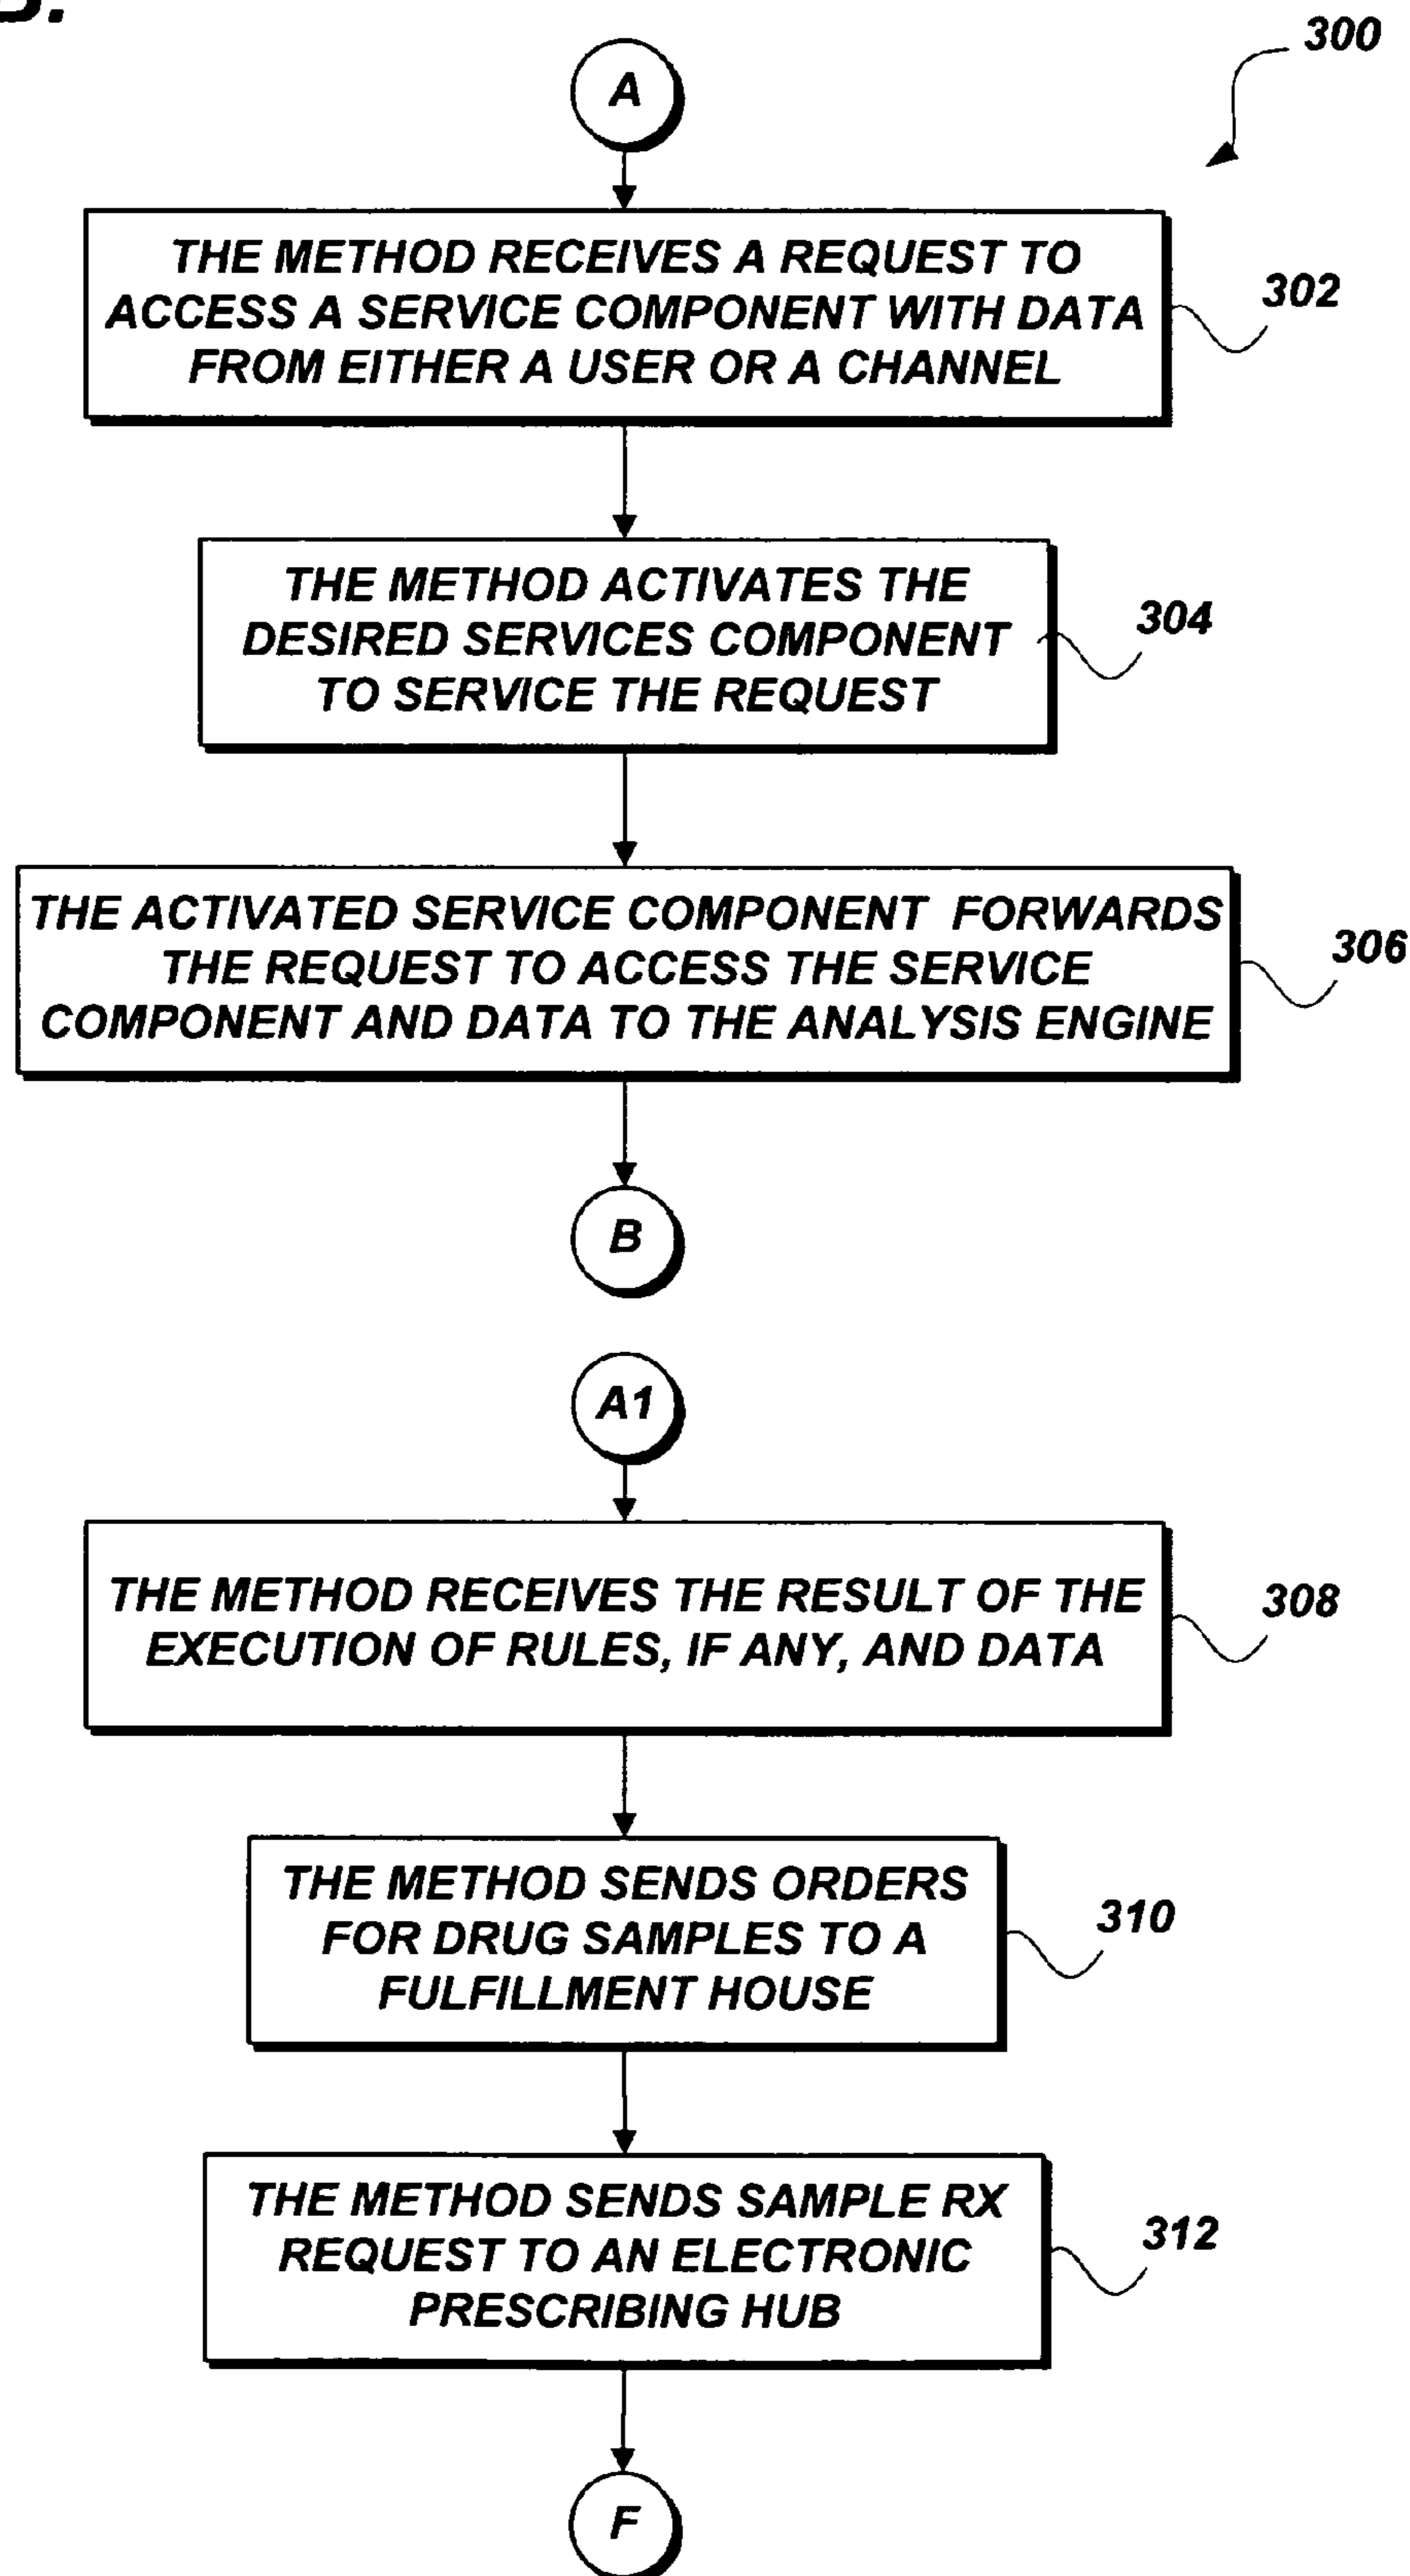 300
A
THE METHOD RECEIVES A REQUEST TO
ACCESS A SERVICE COMPONENT WITH DATA
FROM EITHER A USER OR A CHANNEL
302
THE METHOD ACTIVATES THE
DESIRED SERVICES COMPONENT
TO SERVICE THE REQUEST
304
THE ACTIVATED SERVICE COMPONENT FORWARDS
THE REQUEST TO ACCESS THE SERVICE
COMPONENT AND DATA TO THE ANALYSIS ENGINE
306
B
A1
THE METHOD RECEIVES THE RESULT OF THE
EXECUTION OF RULES, IF ANY, AND DATA
308
THE METHOD SENDS ORDERS
FOR DRUG SAMPLES TO A
FULFILLMENT HOUSE
310
THE METHOD SENDS SAMPLE RX
REQUEST TO AN ELECTRONIC
PRESCRIBING HUB
312
F